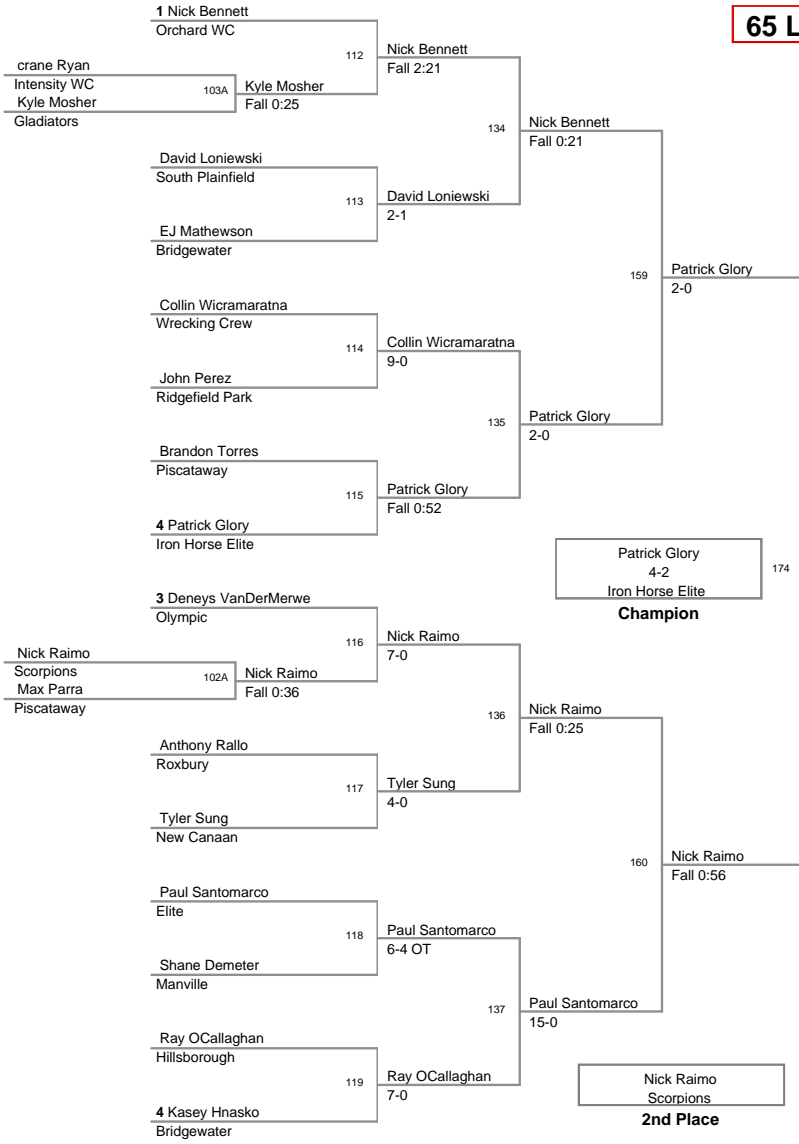 1 Nick Bennett
Orchard WC
65 L
112
Nick Bennett
Fall 2:21
crane Ryan
Intensity WC
103A
Kyle Mosher
Fall 0:25
Kyle Mosher
Gladiators
134
Nick Bennett
Fall 0:21
David Loniewski
South Plainfield
113
David Loniewski
2-1
EJ Mathewson
Bridgewater
159
Patrick Glory
2-0
Collin Wicramaratna
Wrecking Crew
114
Collin Wicramaratna
9-0
John Perez
Ridgefield Park
135
Patrick Glory
2-0
Brandon Torres
Piscataway
115
Patrick Glory
Fall 0:52
4 Patrick Glory
Iron Horse Elite
Patrick Glory
4-2
Iron Horse Elite
174
Champion
3 Deneys VanDerMerwe
Olympic
116
Nick Raimo
7-0
Nick Raimo
Scorpions
102A
Nick Raimo
Fall 0:36
Max Parra
Piscataway
136
Nick Raimo
Fall 0:25
Anthony Rallo
Roxbury
117
Tyler Sung
4-0
Tyler Sung
New Canaan
160
Nick Raimo
Fall 0:56
Paul Santomarco
Elite
118
Paul Santomarco
6-4 OT
Shane Demeter
Manville
137
Paul Santomarco
15-0
Ray OCallaghan
Hillsborough
119
Ray OCallaghan
7-0
4 Kasey Hnasko
Bridgewater
Nick Raimo
Scorpions
2nd Place